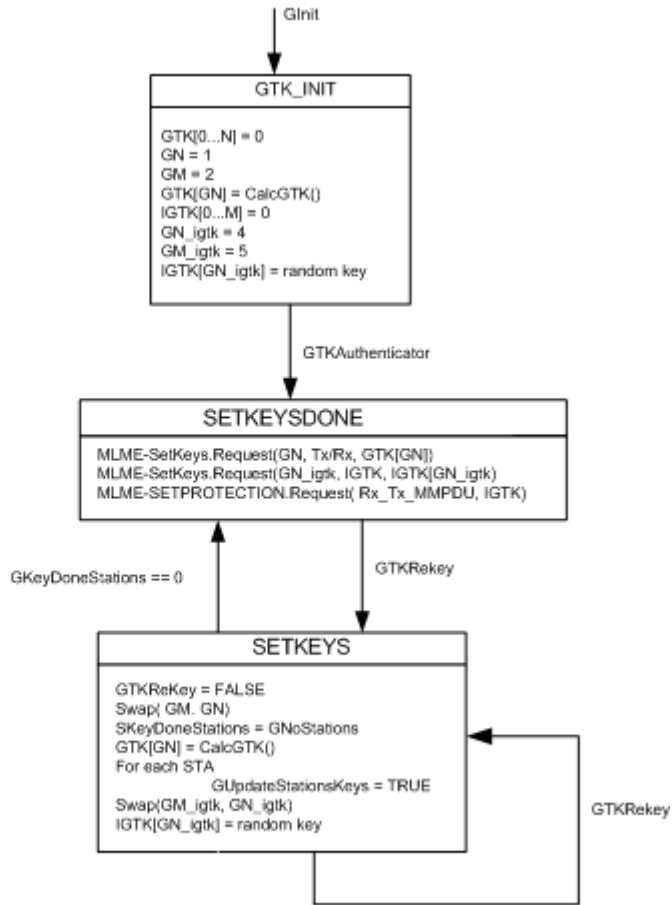 GInit
GTK_INIT
GTK[0...N] = 0
GN = 1
GM = 2
GTK[GN] = CalcGTK()
IGTK[0...M] = 0
GN_igtk = 4
GM_igtk = 5
IGTK[GN_igtk] = random key
GTKAuthenticator
SETKEYSDONE
MLME-SetKeys.Request(GN, Tx/Rx, GTK[GN])
MLME-SetKeys.Request(GN_igtk, IGTK, IGTK[GN_igtk)
MLME-SETPROTECTION.Request( Rx_Tx_MMPDU, IGTK)
GKeyDoneStations == 0
GTKRekey
SETKEYS
GTKReKey = FALSE
Swap( GM. GN)
SKeyDoneStations = GNoStations
GTK[GN] = CalcGTK()
For each STA
GUpdateStationsKeys = TRUE
Swap(GM_igtk, GN_igtk)
IGTK[GN_igtk] = random key
GTKRekey